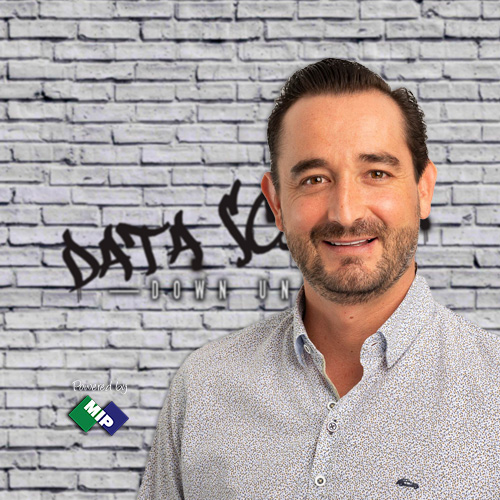 DATA SC
DOWN UN
Powered by
MIP